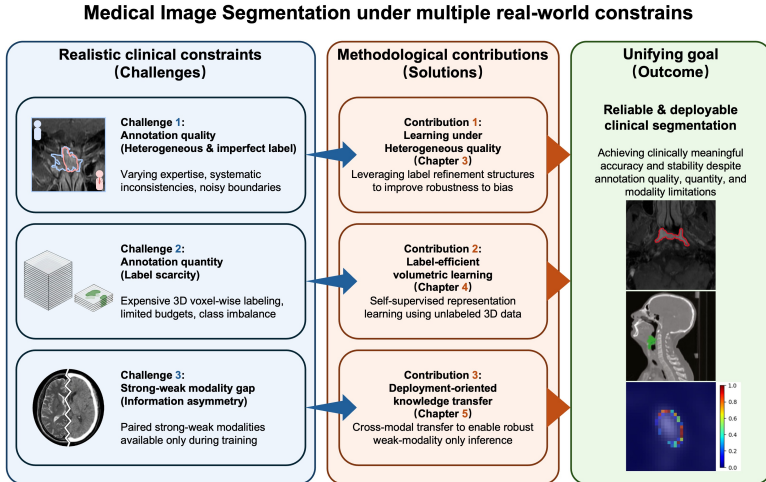 Medical Image Segmentation under multiple real-world constrains
Realistic clinical constraints
(Challenges)
Challenge 1:
Annotation quality
(Heterogeneous & imperfect label)
Varying expertise, systematic
inconsistencies, noisy boundaries
Challenge 2:
Annotation quantity
(Label scarcity)
Expensive 3D voxel-wise labeling,
limited budgets, class imbalance
Challenge 3:
Strong-weak modality gap
(Information asymmetry)
Paired strong-weak modalities
available only during training
Methodological contributions
(Solutions)
Contribution 1:
Learning under
Heterogeneous quality
(Chapter 3)
Leveraging label refinement structures
to improve robustness to bias
Contribution 2:
Label-efficient
volumetric learning
(Chapter 4)
Self-supervised representation
learning using unlabeled 3D data
Contribution 3:
Deployment-oriented
knowledge transfer
(Chapter 5)
Cross-modal transfer to enable robust
weak-modality only inference
Unifying goal
(Outcome)
Reliable & deployable
clinical segmentation
Achieving clinically meaningful
accuracy and stability despite
annotation quality, quantity, and
modality limitations
1.0
0.8
0.6
0.4
0.2
0.0